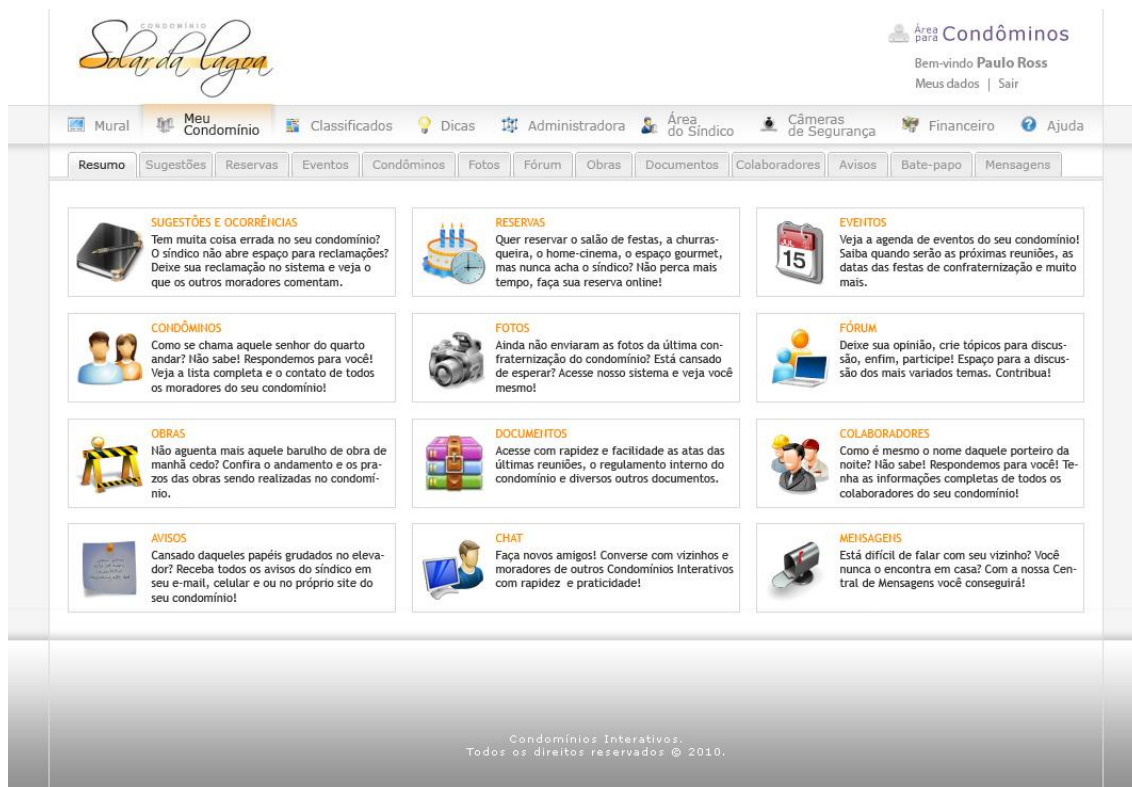 CONDOMÍNIO
Solar da Lagoa
Área para Condôminos
Bem-vindo Paulo Ross
Meus dados | Sair
Mural
Meu Condomínio
Classificados
Dicas
Administradora
Área do Síndico
Câmeras de Segurança
Financeiro
Ajuda
Resumo
Sugestões
Reservas
Eventos
Condôminos
Fotos
Fórum
Obras
Documentos
Colaboradores
Avisos
Bate-papo
Mensagens
SUGESTÕES E OCORRÊNCIAS
Tem muita coisa errada no seu condomínio?
O síndico não abre espaço para reclamações?
Deixe sua reclamação no sistema e veja o
que os outros moradores comentam.
RESERVAS
Quer reservar o salão de festas, a churras-
queira, o home-cinema, o espaço gourmet,
mas nunca acha o síndico? Não perca mais
tempo, faça sua reserva online!
JUL
15
EVENTOS
Veja a agenda de eventos do seu condomínio!
Saiba quando serão as próximas reuniões, as
datas das festas de confraternização e muito
mais.
CONDÔMINOS
Como se chama aquele senhor do quarto
andar? Não sabe! Respondemos para você!
Veja a lista completa e o contato de todos
os moradores do seu condomínio!
FOTOS
Ainda não enviaram as fotos da última con-
fraternização do condomínio? Está cansado
de esperar? Acesse nosso sistema e veja você
mesmo!
FÓRUM
Deixe sua opinião, crie tópicos para discus-
são, enfim, participe! Espaço para a discus-
são dos mais variados temas. Contribua!
OBRAS
Não aguenta mais aquele barulho de obra de
manhã cedo? Confira o andamento e os pra-
zos das obras sendo realizadas no condomí-
nio.
DOCUMENTOS
Acesse com rapidez e facilidade as atas das
últimas reuniões, o regulamento interno do
condomínio e diversos outros documentos.
COLABORADORES
Como é mesmo o nome daquele porteiro da
noite? Não sabe! Respondemos para você! Te-
nha as informações completas de todos os
colaboradores do seu condomínio!
AVISOS
Cansado daqueles papéis grudados no eleva-
dor? Receba todos os avisos do síndico em
seu e-mail, celular e ou no próprio site do
seu condomínio!
CHAT
Faça novos amigos! Converse com vizinhos e
moradores de outros Condomínios Interativos
com rapidez e praticidade!
MENSAGENS
Está difícil de falar com seu vizinho? Você
nunca o encontra em casa? Com a nossa Cen-
tral de Mensagens você conseguirá!
Condomínios Interativos.
Todos os direitos reservados © 2010.